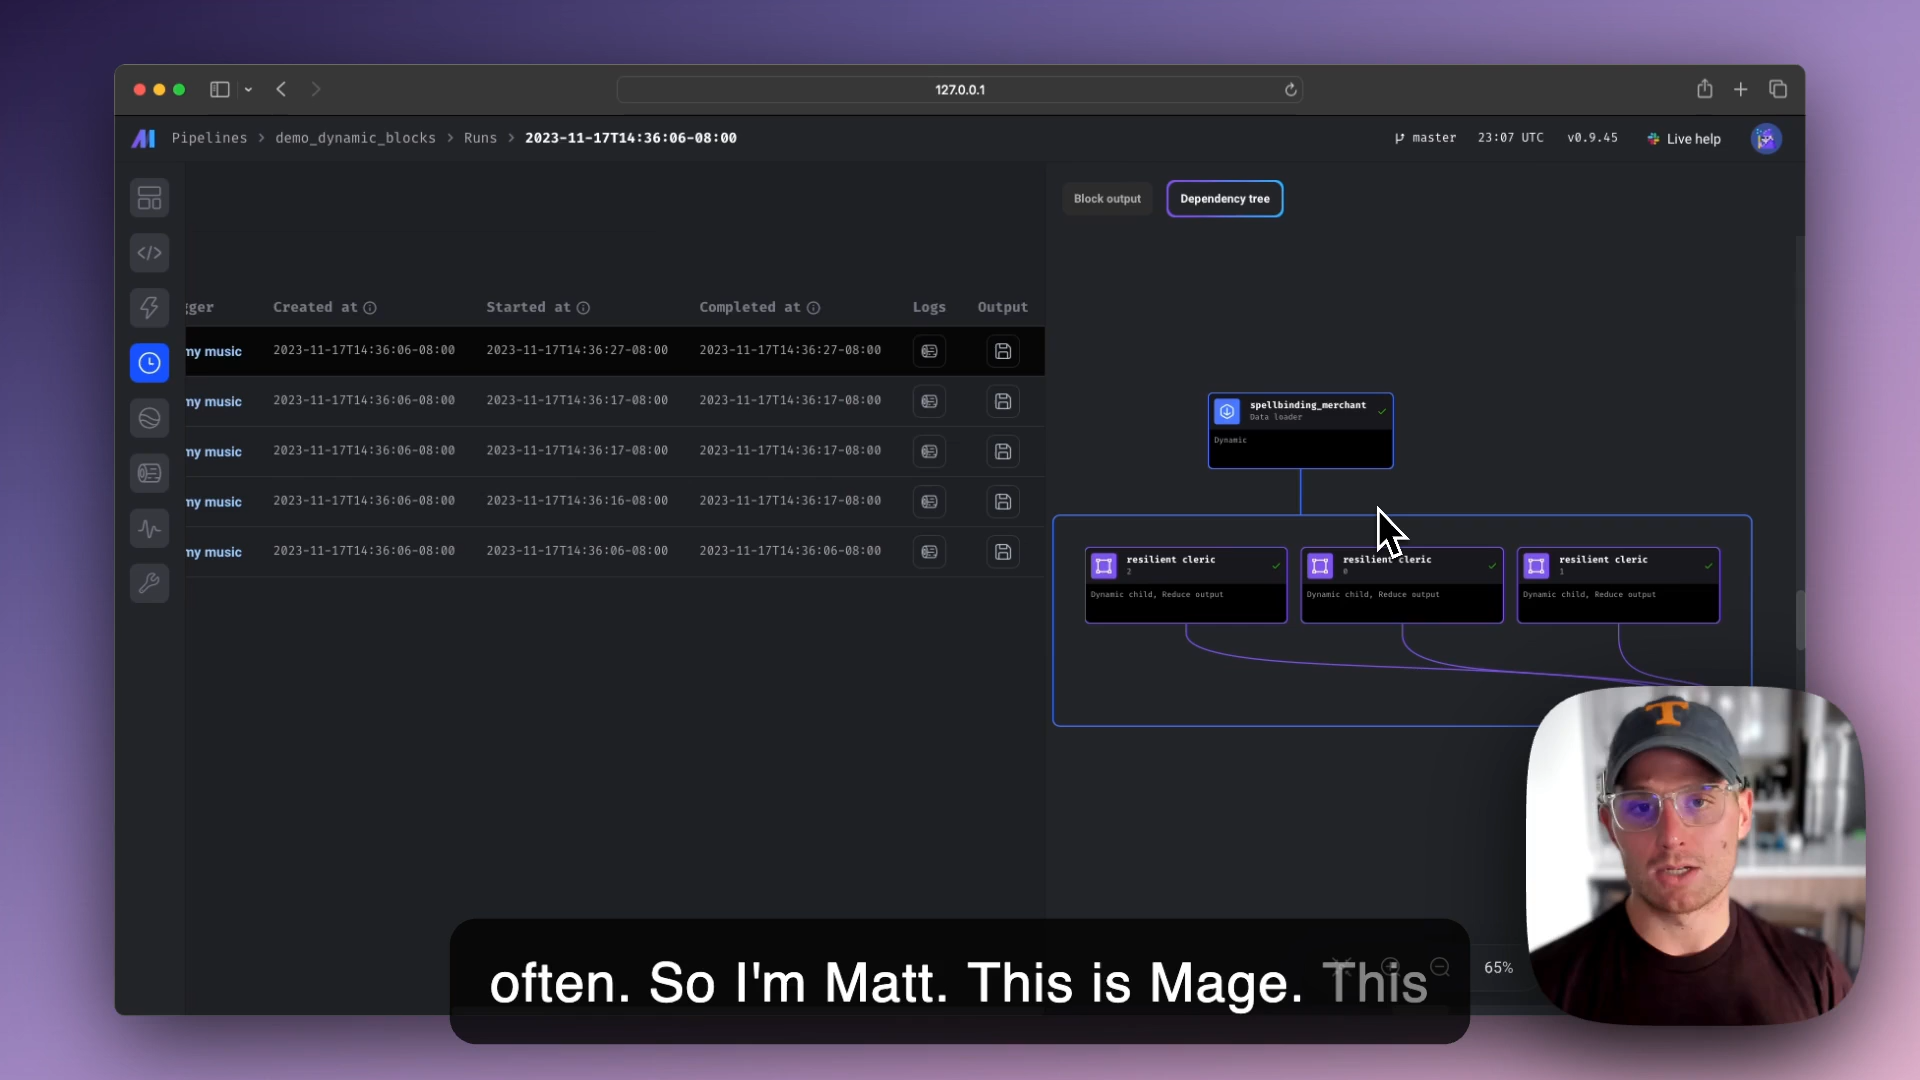 127.0.0.1
Pipelines > demo_dynamic_blocks > Runs > 2023-11-17T14:36:06-08:00
master 23:07 UTC v0.9.45 Live help
Block output Dependency tree
gger Created at Started at Completed at Logs Output
my music 2023-11-17T14:36:06-08:00 2023-11-17T14:36:27-08:00 2023-11-17T14:36:27-08:00
my music 2023-11-17T14:36:06-08:00 2023-11-17T14:36:17-08:00 2023-11-17T14:36:17-08:00
my music 2023-11-17T14:36:06-08:00 2023-11-17T14:36:17-08:00 2023-11-17T14:36:17-08:00
my music 2023-11-17T14:36:06-08:00 2023-11-17T14:36:16-08:00 2023-11-17T14:36:17-08:00
my music 2023-11-17T14:36:06-08:00 2023-11-17T14:36:06-08:00 2023-11-17T14:36:06-08:00
spellbinding_merchant
Data loader
Dynamic
resilient cleric
2
Dynamic child, Reduce output
resilient cleric
0
Dynamic child, Reduce output
resilient cleric
1
Dynamic child, Reduce output
T
65%
often. So I'm Matt. This is Mage. This